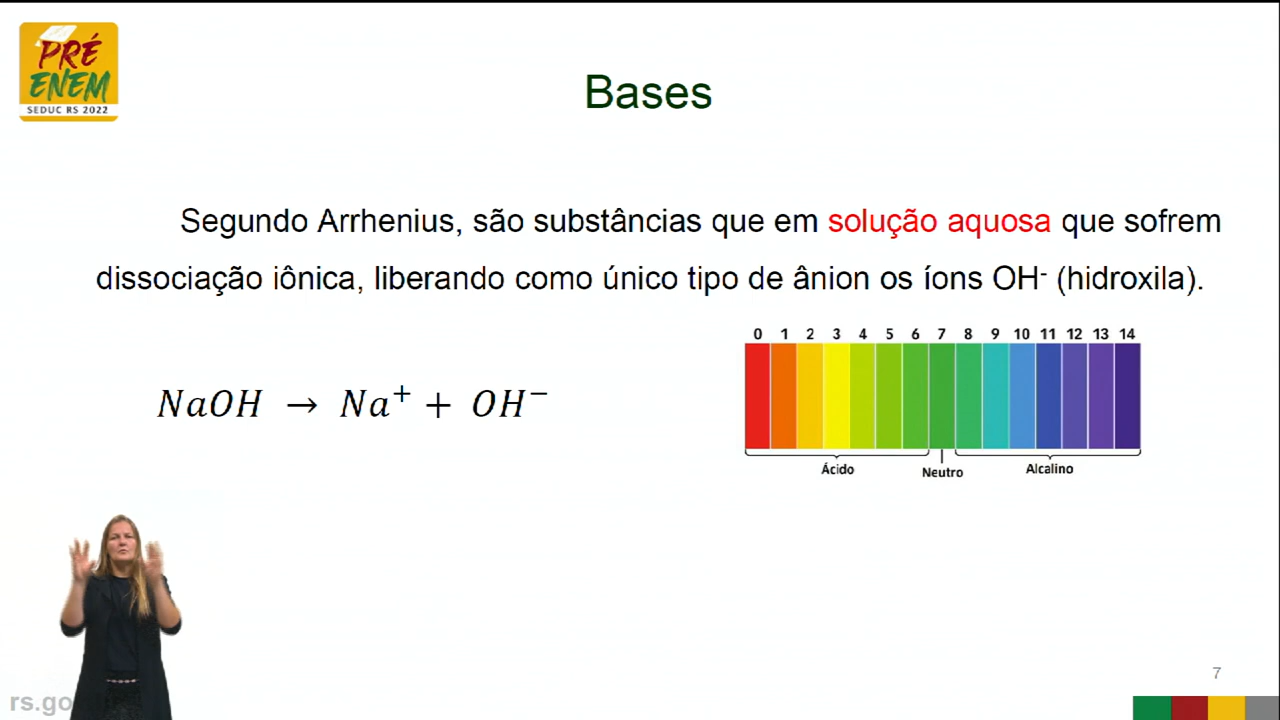 PRÉ
ENEM
SEDUC RS 2022
Bases
Segundo Arrhenius, são substâncias que em solução aquosa que sofrem
dissociação iônica, liberando como único tipo de ânion os íons OH⁻ (hidroxila).
0 1 2 3 4 5 6 7 8 9 10 11 12 13 14
NaOH → Na⁺ + OH⁻
Ácido Neutro Alcalino
7
rs.go